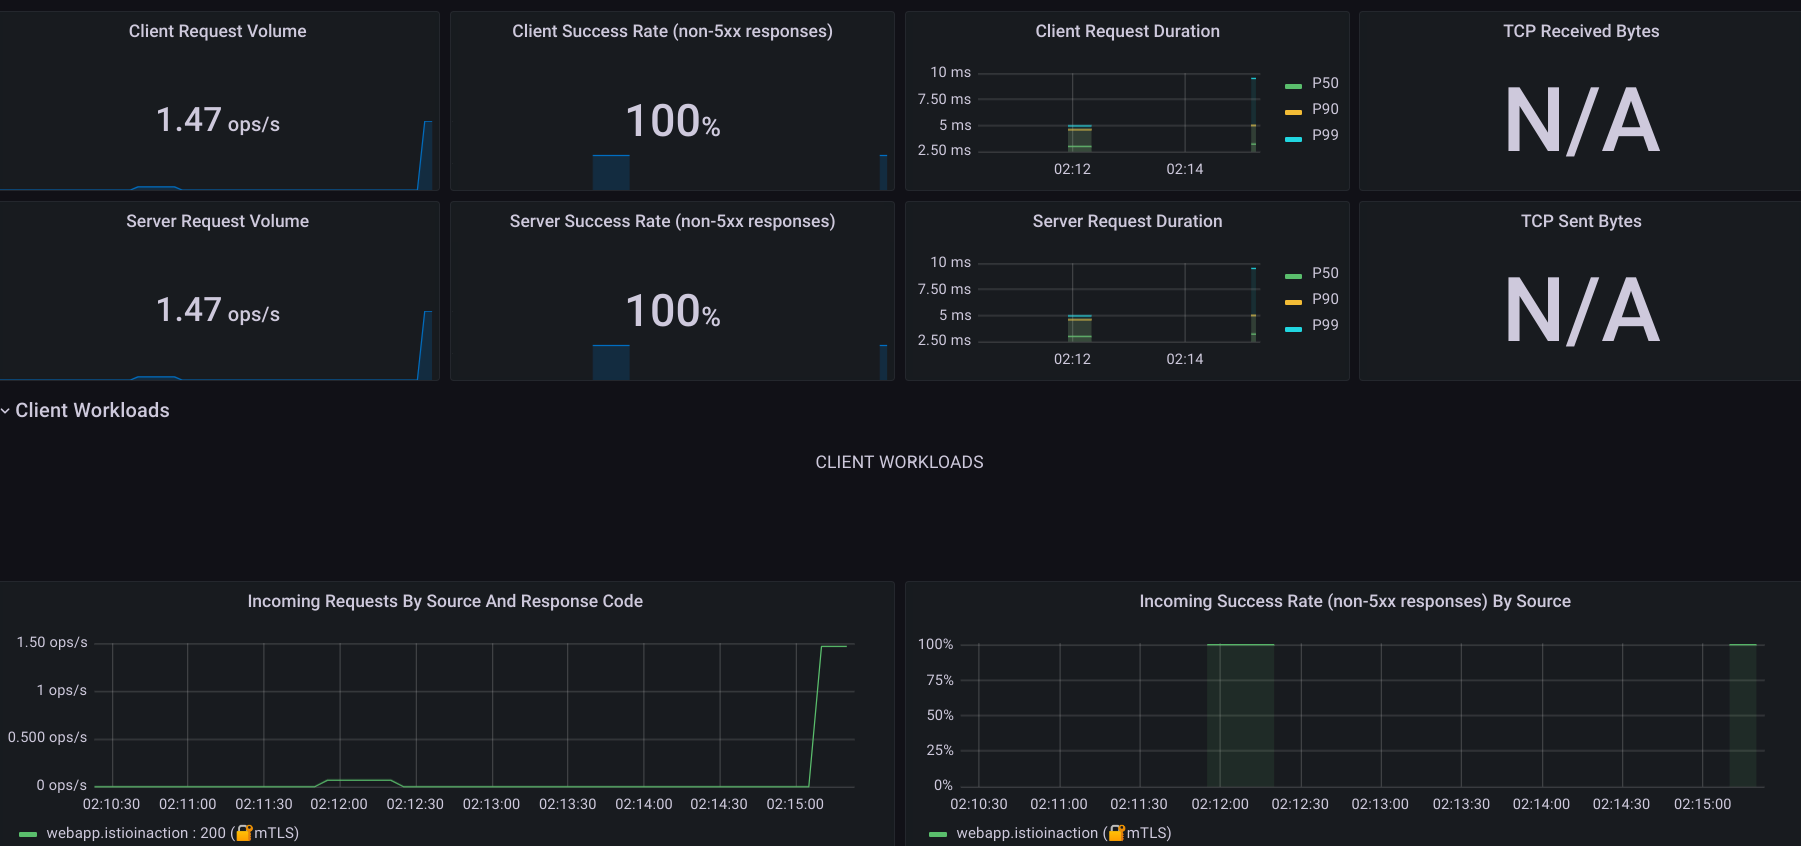 Client Request Volume
1.47 ops/s
Client Success Rate (non-5xx responses)
100%
Client Request Duration
10 ms
7.50 ms
5 ms
2.50 ms
02:12
02:14
P50
P90
P99
TCP Received Bytes
N/A
Server Request Volume
1.47 ops/s
Server Success Rate (non-5xx responses)
100%
Server Request Duration
10 ms
7.50 ms
5 ms
2.50 ms
02:12
02:14
P50
P90
P99
TCP Sent Bytes
N/A
Client Workloads
CLIENT WORKLOADS
Incoming Requests By Source And Response Code
1.50 ops/s
1 ops/s
0.500 ops/s
0 ops/s
02:10:30 02:11:00 02:11:30 02:12:00 02:12:30 02:13:00 02:13:30 02:14:00 02:14:30 02:15:00
webapp.istioinaction : 200 (🔐mTLS)
Incoming Success Rate (non-5xx responses) By Source
100%
75%
50%
25%
0%
02:10:30 02:11:00 02:11:30 02:12:00 02:12:30 02:13:00 02:13:30 02:14:00 02:14:30 02:15:00
webapp.istioinaction (🔐mTLS)